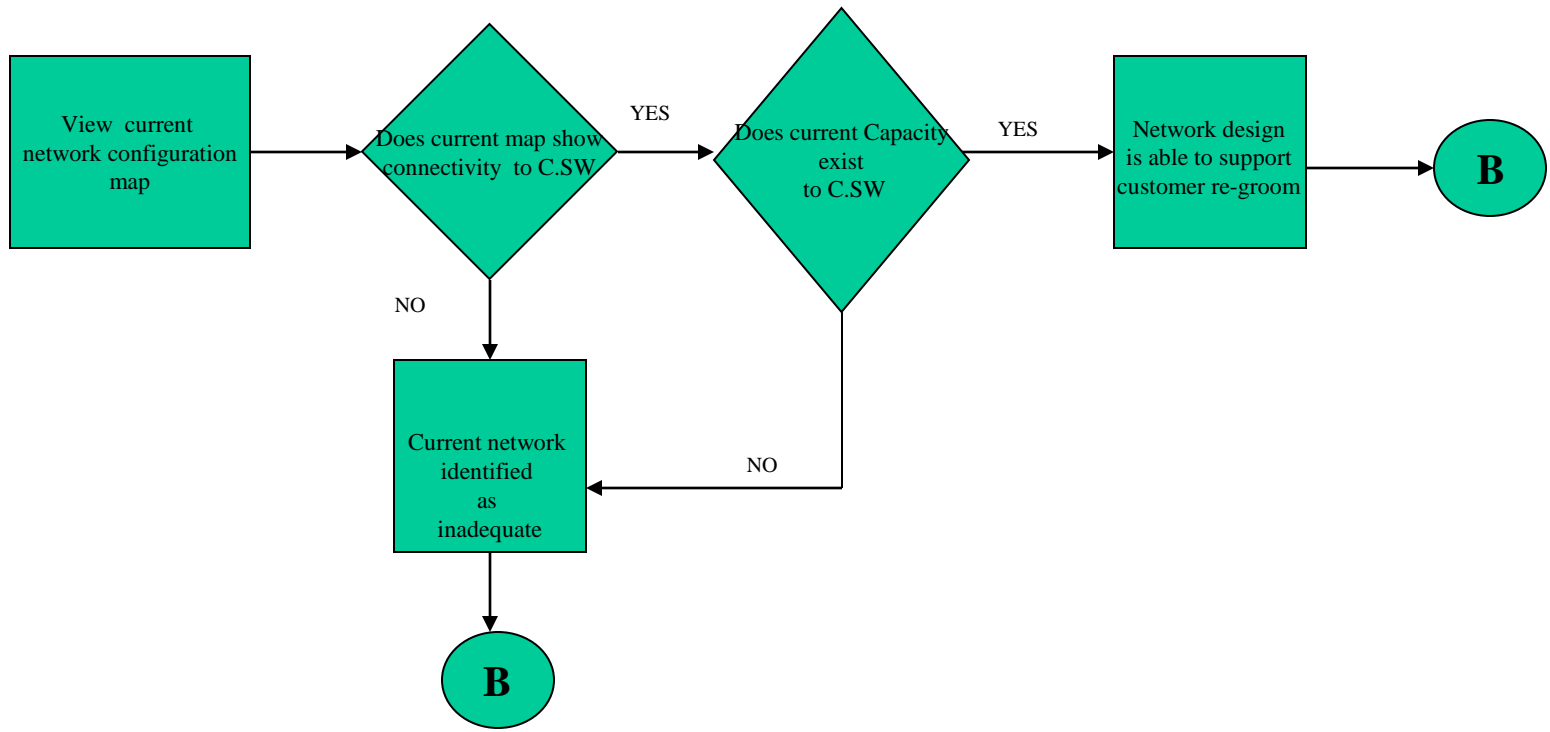 View current
network configuration
map
Does current map show
connectivity to C.SW
YES
Does current Capacity
exist
to C.SW
YES
Network design
is able to support
customer re-groom
B
NO
Current network
identified
as
inadequate
NO
B